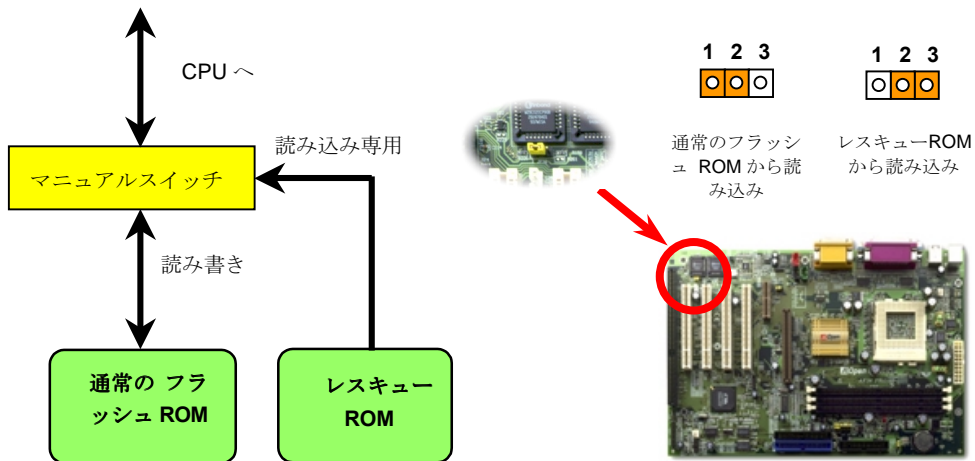 CPU へ
読み込み専用
マニュアルスイッチ
読み書き
通常の フラ
ッシュ ROM
レスキュー
ROM
1 2 3
通常のフラッシ
ュ ROM から読
み込み
1 2 3
レスキューROM
から読み込み
AOpen